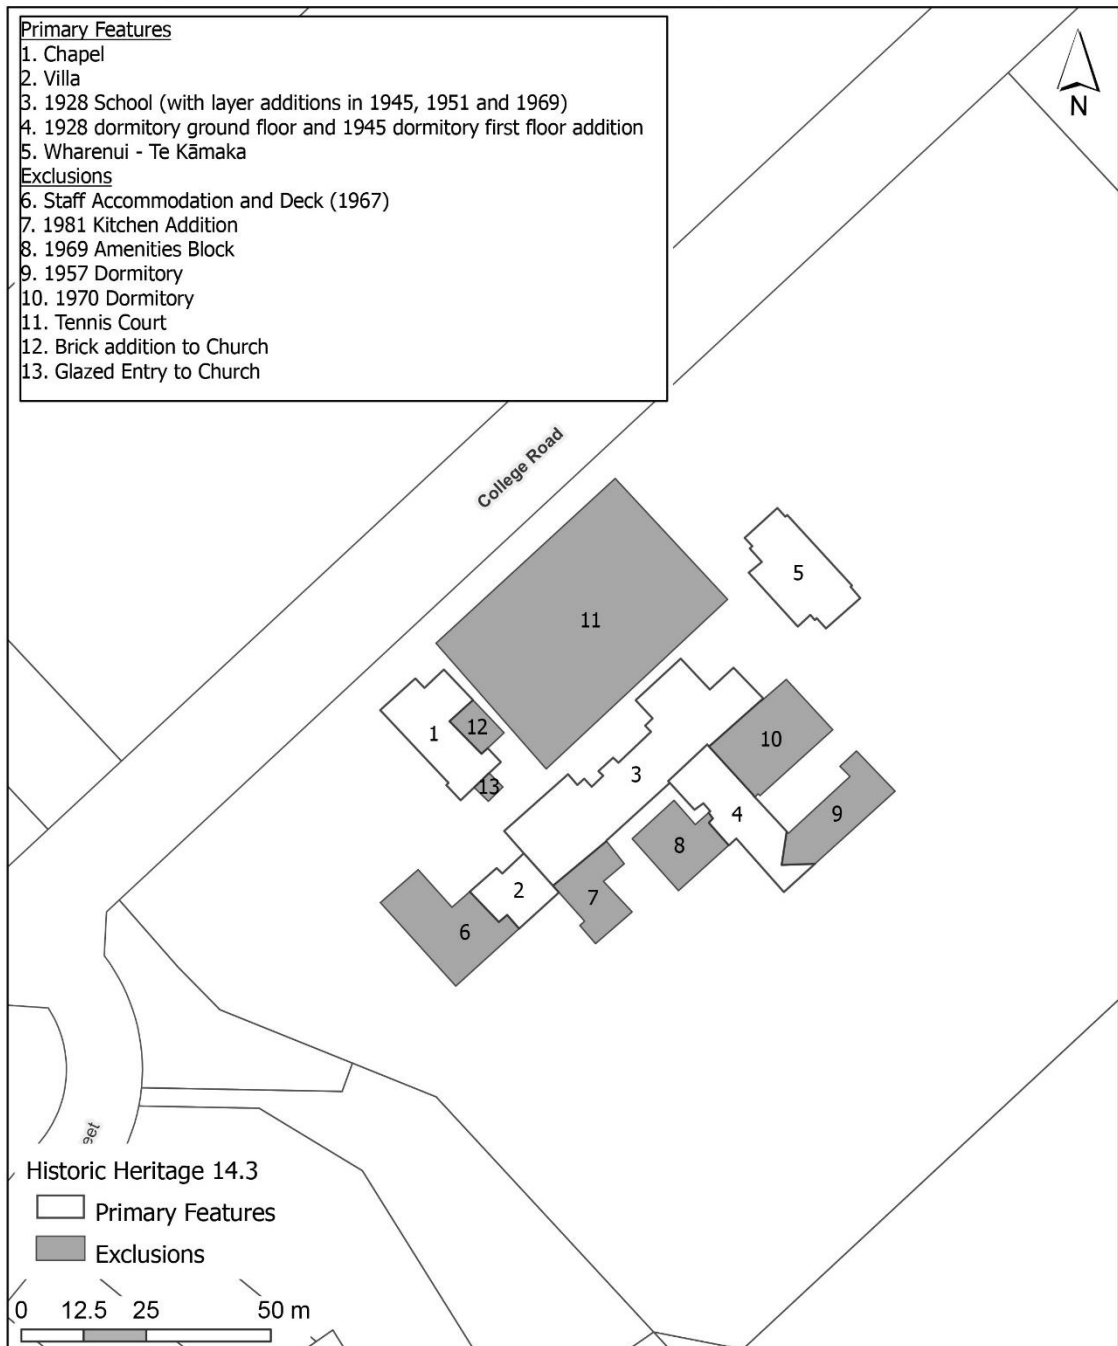 Primary Features
1. Chapel
2. Villa
3. 1928 School (with layer additions in 1945, 1951 and 1969)
4. 1928 dormitory ground floor and 1945 dormitory first floor addition
5. Wharenui - Te Kāmaka
Exclusions
6. Staff Accommodation and Deck (1967)
7. 1981 Kitchen Addition
8. 1969 Amenities Block
9. 1957 Dormitory
10. 1970 Dormitory
11. Tennis Court
12. Brick addition to Church
13. Glazed Entry to Church
N
College Road
5
11
1
12
10
3
13
4
9
8
2
7
6
eet
Historic Heritage 14.3
Primary Features
Exclusions
0 12.5 25 50 m